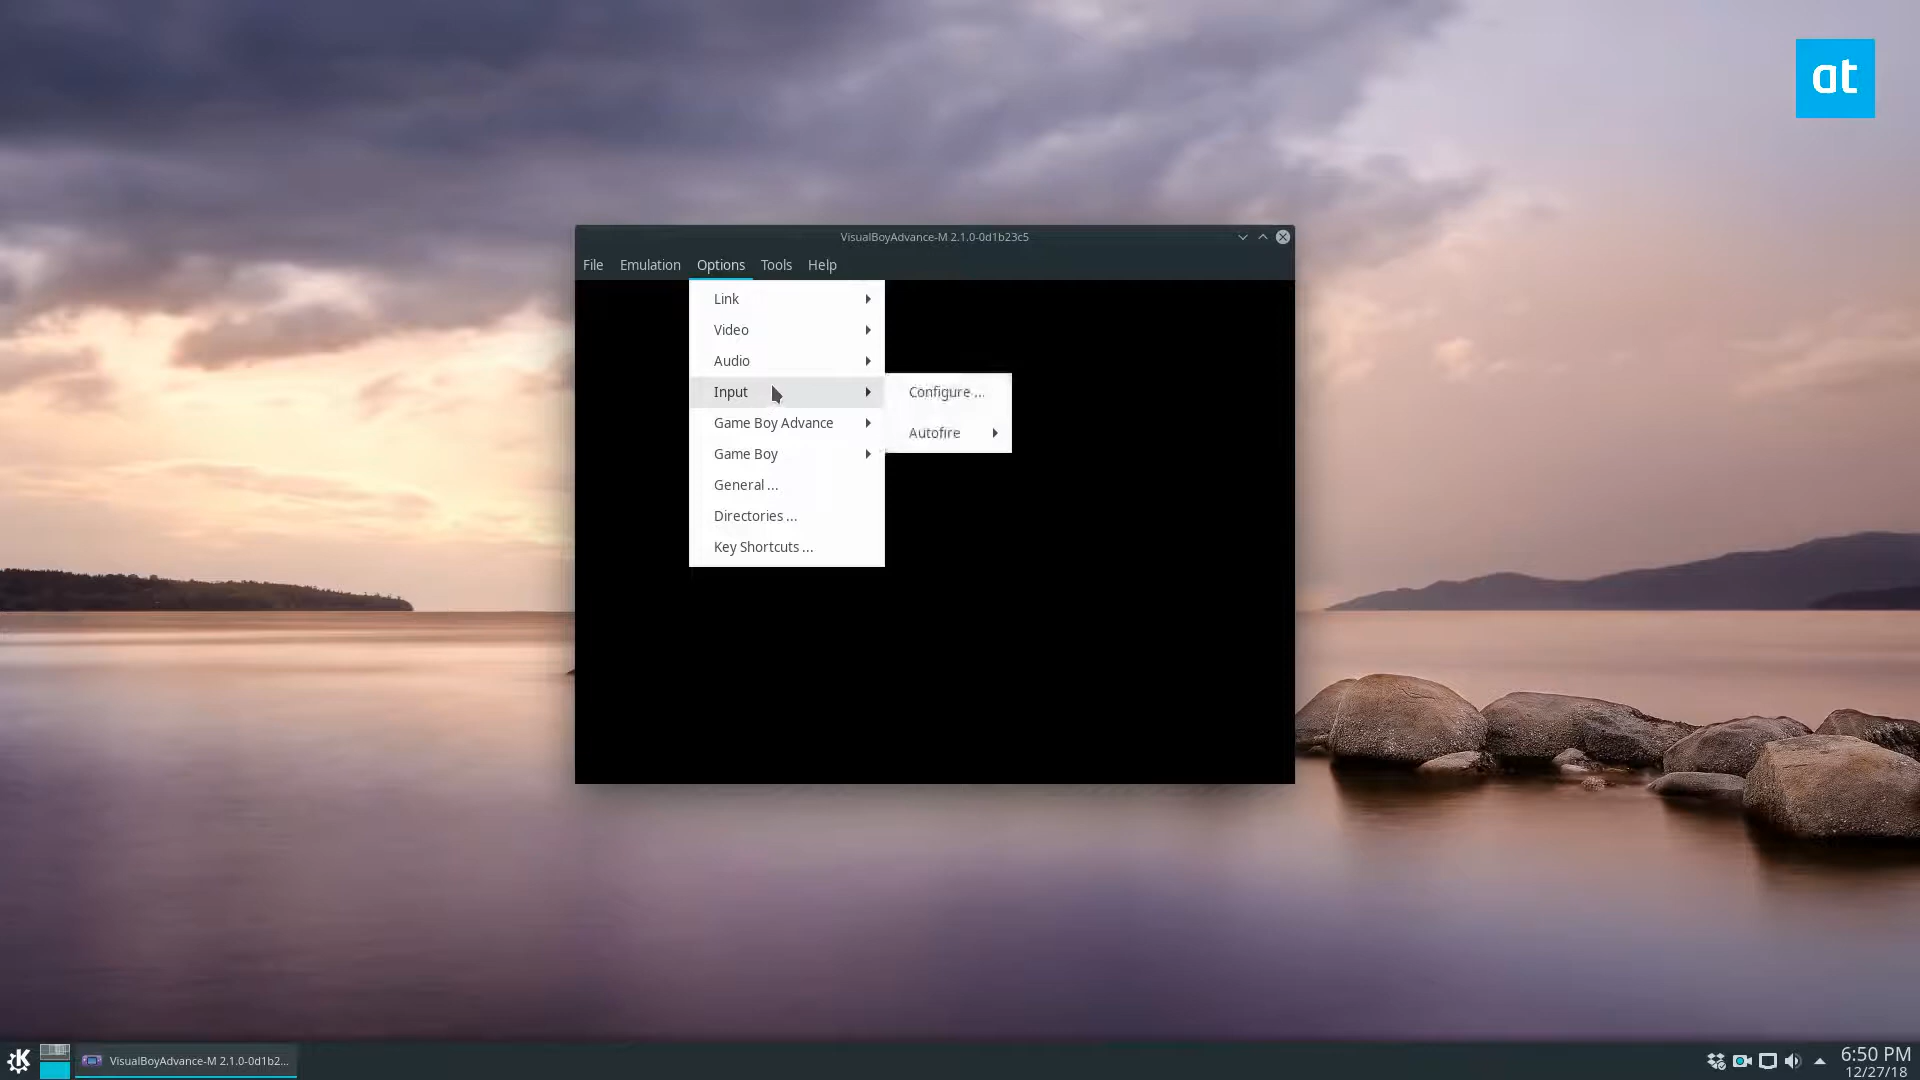 at
VisualBoyAdvance-M 2.1.0-0d1b23c5
File Emulation Options Tools Help
Link
Video
Audio
Input
Configure ...
Game Boy Advance
Autofire
Game Boy
General ...
Directories ...
Key Shortcuts ...
VisualBoyAdvance-M 2.1.0-0d1b2...
6:50 PM
12/27/18